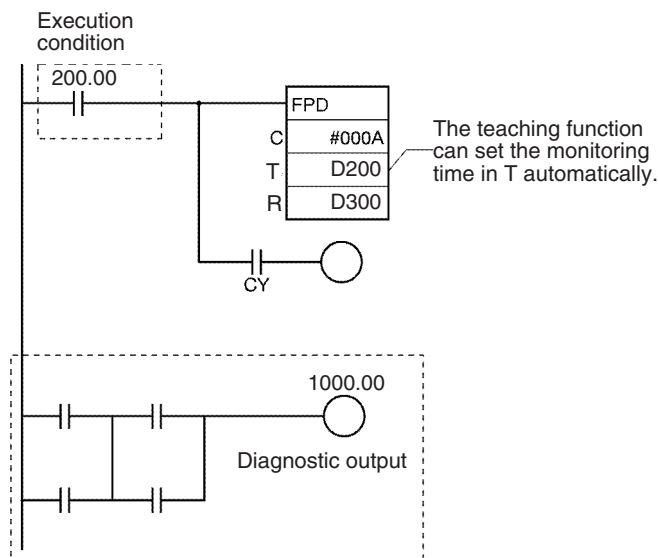 Execution
condition
200.00
FPD
C #000A
T D200
R D300
The teaching function
can set the monitoring
time in T automatically.
CY
1000.00
Diagnostic output